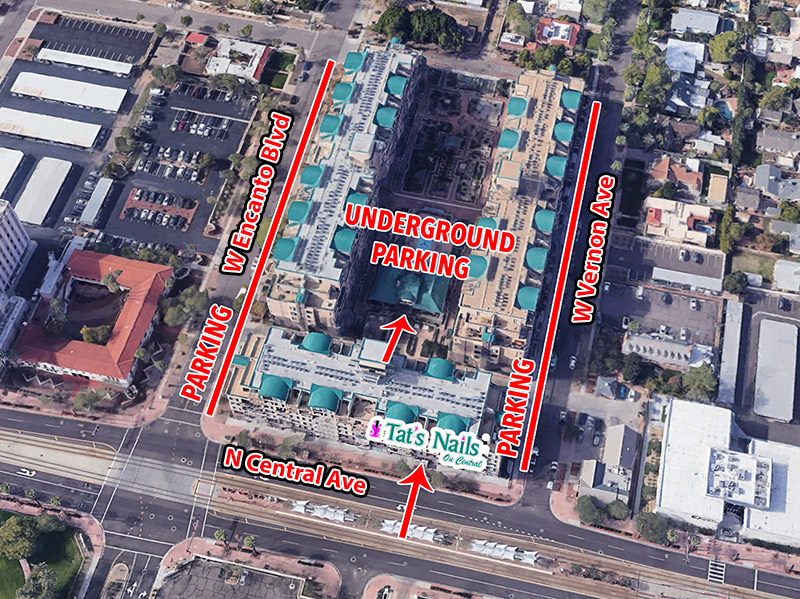 W Encanto Blvd
PARKING
UNDERGROUND
PARKING
W Vernon Ave
PARKING
Tat's Nails
On Central
N Central Ave